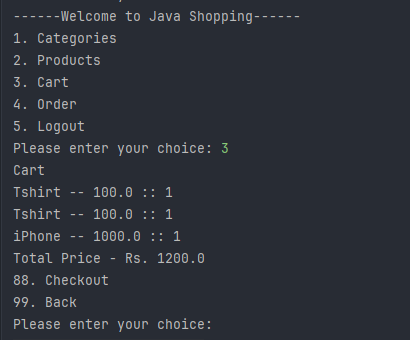 ------Welcome to Java Shopping------
1. Categories
2. Products
3. Cart
4. Order
5. Logout
Please enter your choice: 3
Cart
Tshirt -- 100.0 :: 1
Tshirt -- 100.0 :: 1
iPhone -- 1000.0 :: 1
Total Price - Rs. 1200.0
88. Checkout
99. Back
Please enter your choice: